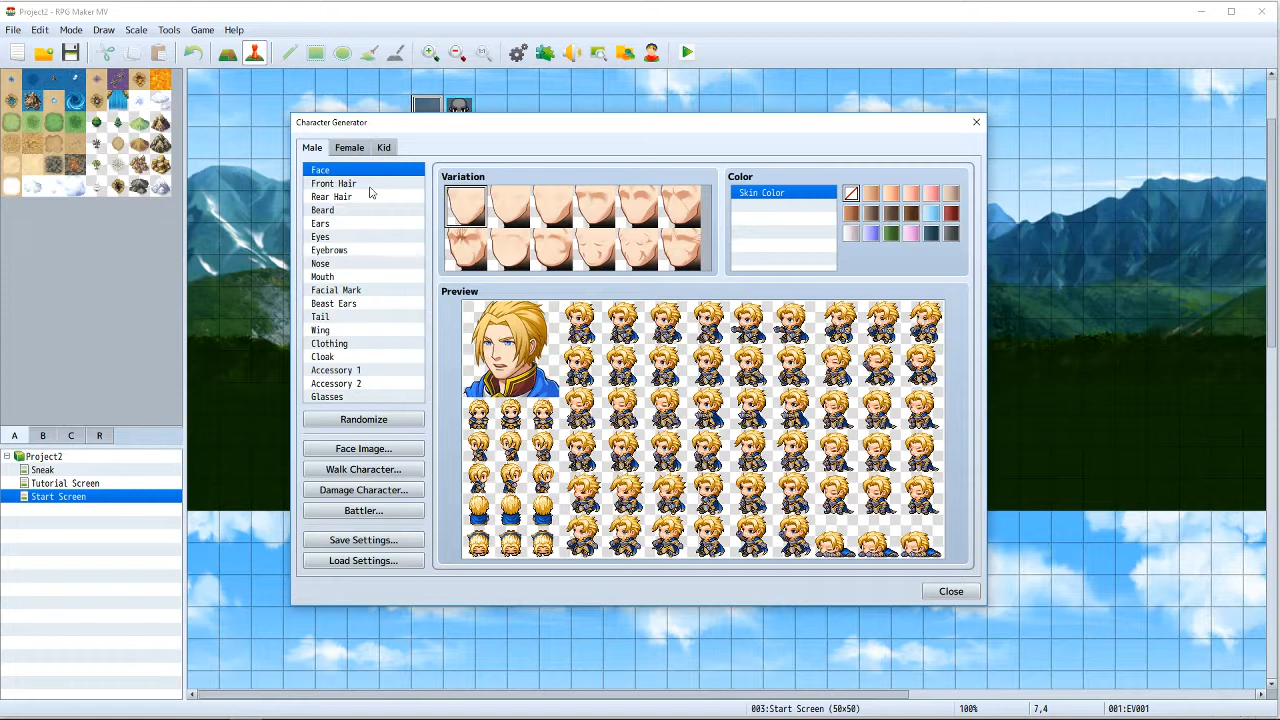 Project2 - RPG Maker MV
File Edit Mode Draw Scale Tools Game Help
Character Generator
Male Female Kid
Face
Front Hair
Rear Hair
Beard
Ears
Eyes
Eyebrows
Nose
Mouth
Facial Mark
Beast Ears
Tail
Wing
Clothing
Cloak
Accessory 1
Accessory 2
Glasses
Randomize
Face Image...
Walk Character...
Damage Character...
Battler...
Save Settings...
Load Settings...
Variation
Color
Skin Color
Preview
Close
A B C R
Project2
Sneak
Tutorial Screen
Start Screen
003:Start Screen (50x50) 100% 7,4 001:EV001